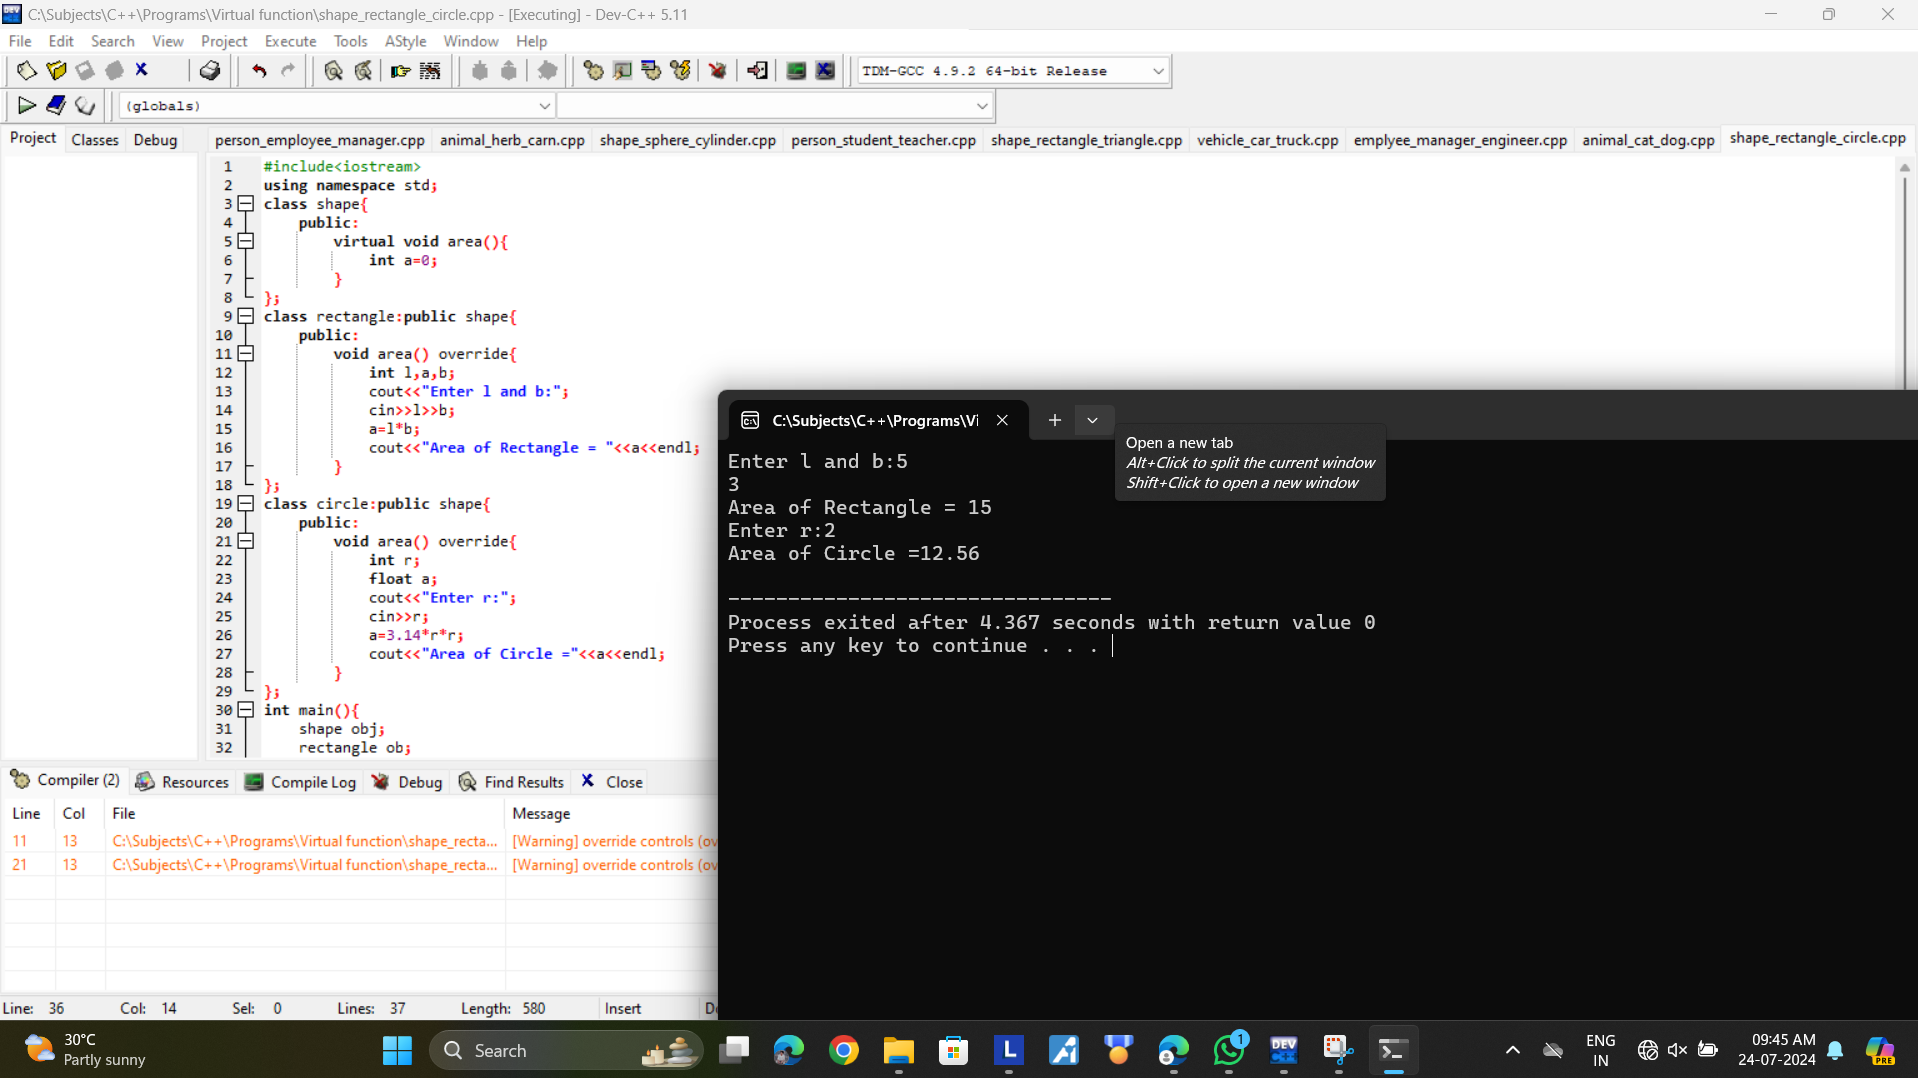 C:\Subjects\C++\Programs\Virtual function\shape_rectangle_circle.cpp - [Executing] - Dev-C++ 5.11
File Edit Search View Project Execute Tools AStyle Window Help
TDM-GCC 4.9.2 64-bit Release
(globals)
Project Classes Debug
person_employee_manager.cpp animal_herb_carn.cpp shape_sphere_cylinder.cpp person_student_teacher.cpp shape_rectangle_triangle.cpp vehicle_car_truck.cpp emplyee_manager_engineer.cpp animal_cat_dog.cpp shape_rectangle_circle.cpp
1 #include<iostream>
2 using namespace std;
3 class shape{
4 public:
5 virtual void area(){
6 int a=0;
7 }
8 };
9 class rectangle:public shape{
10 public:
11 void area() override{
12 int l,a,b;
13 cout<<"Enter l and b:";
14 cin>>l>>b;
15 a=l*b;
16 cout<<"Area of Rectangle = "<<a<<endl;
17 }
18 };
19 class circle:public shape{
20 public:
21 void area() override{
22 int r;
23 float a;
24 cout<<"Enter r:";
25 cin>>r;
26 a=3.14*r*r;
27 cout<<"Area of Circle ="<<a<<endl;
28 }
29 };
30 int main(){
31 shape obj;
32 rectangle ob;
C:\Subjects\C++\Programs\Vi
Open a new tab
Alt+Click to split the current window
Shift+Click to open a new window
Enter l and b:5
3
Area of Rectangle = 15
Enter r:2
Area of Circle =12.56
--------------------------------
Process exited after 4.367 seconds with return value 0
Press any key to continue . . .
Compiler (2) Resources Compile Log Debug Find Results Close
Line Col File Message
11 13 C:\Subjects\C++\Programs\Virtual function\shape_recta... [Warning] override controls (ov
21 13 C:\Subjects\C++\Programs\Virtual function\shape_recta... [Warning] override controls (ov
Line: 36 Col: 14 Sel: 0 Lines: 37 Length: 580 Insert
30°C
Partly sunny
Search
L
1
DEV
PRE
ENG
IN
09:45 AM
24-07-2024